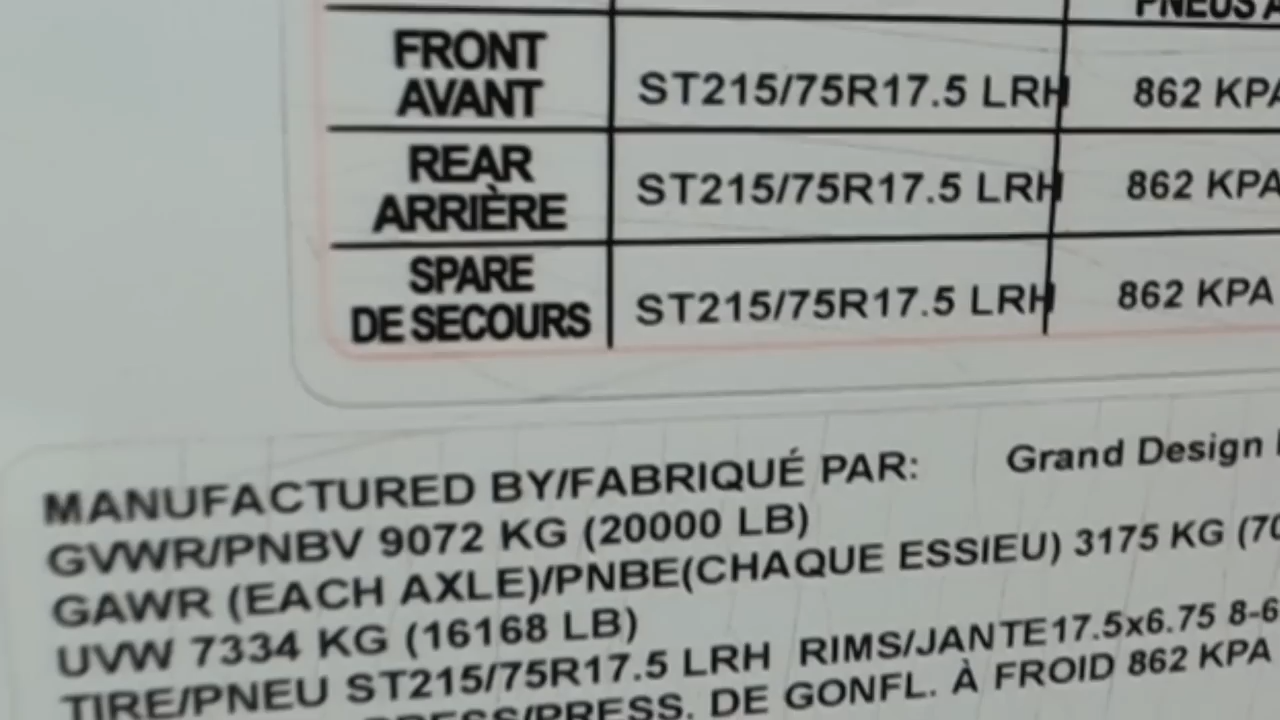 PNEUS À
FRONT
AVANT
ST215/75R17.5 LRH
862 KPA
REAR
ARRIÈRE
ST215/75R17.5 LRH
862 KPA
SPARE
DE SECOURS
ST215/75R17.5 LRH
862 KPA
MANUFACTURED BY/FABRIQUÉ PAR: Grand Design
GVWR/PNBV 9072 KG (20000 LB)
GAWR (EACH AXLE)/PNBE(CHAQUE ESSIEU) 3175 KG
UVW 7334 KG (16168 LB)
TIRE/PNEU ST215/75R17.5 LRH RIMS/JANTE17.5x6.75
PRESS/PRESS. DE GONFL. À FROID 862 KPA